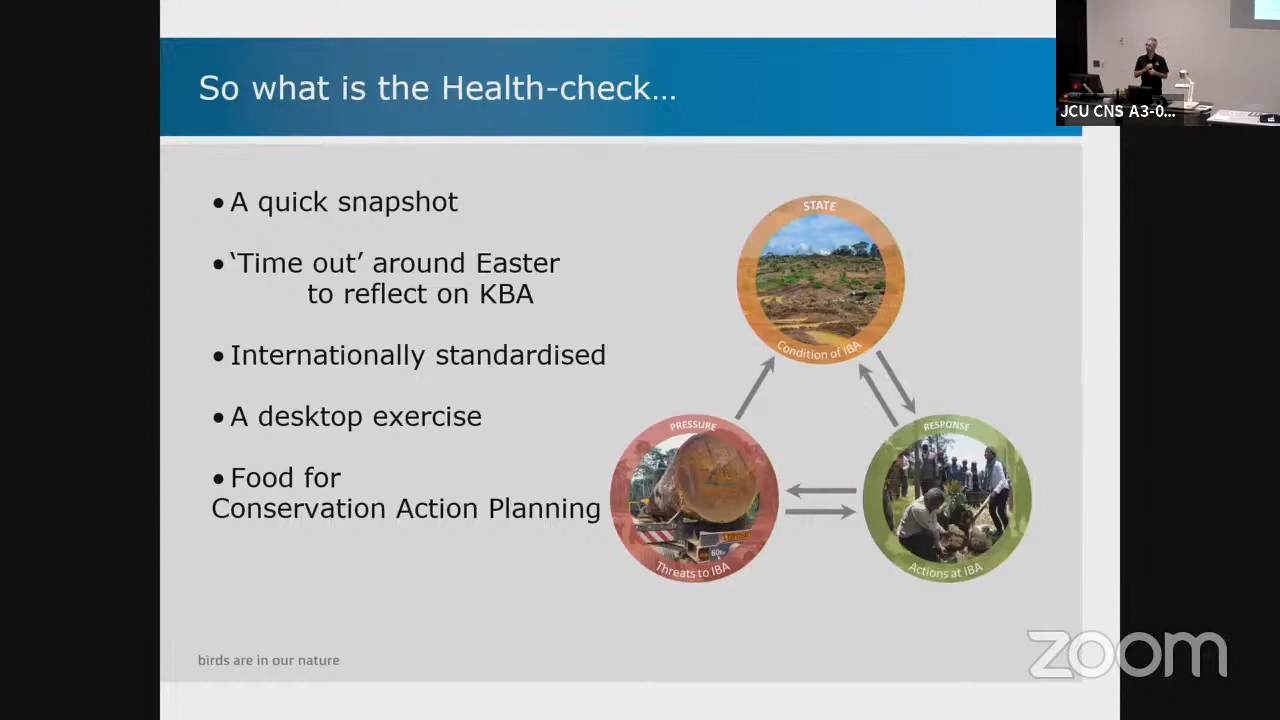 So what is the Health-check...
JCU CNS A3-0...
• A quick snapshot
• ‘Time out’ around Easter
to reflect on KBA
• Internationally standardised
• A desktop exercise
• Food for
Conservation Action Planning
STATE
Condition of IBA
PRESSURE
Threats to IBA
RESPONSE
Actions at IBA
birds are in our nature
zoom